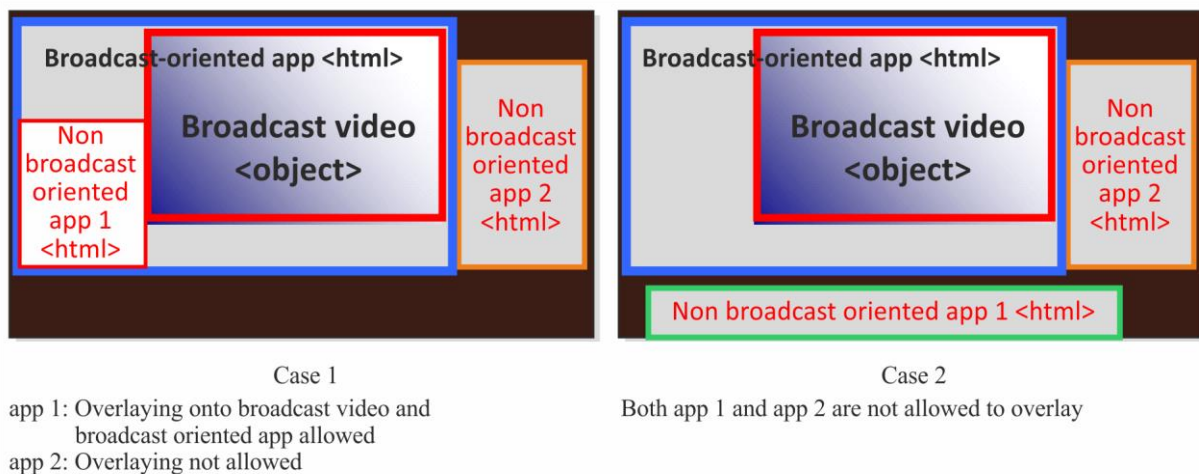 Broadcast-oriented app <html>
Broadcast video
<object>
Non
broadcast
oriented
app 1
<html>
Non
broadcast
oriented
app 2
<html>
Case 1
app 1: Overlaying onto broadcast video and
broadcast oriented app allowed
app 2: Overlaying not allowed
Broadcast-oriented app <html>
Broadcast video
<object>
Non
broadcast
oriented
app 2
<html>
Non broadcast oriented app 1 <html>
Case 2
Both app 1 and app 2 are not allowed to overlay